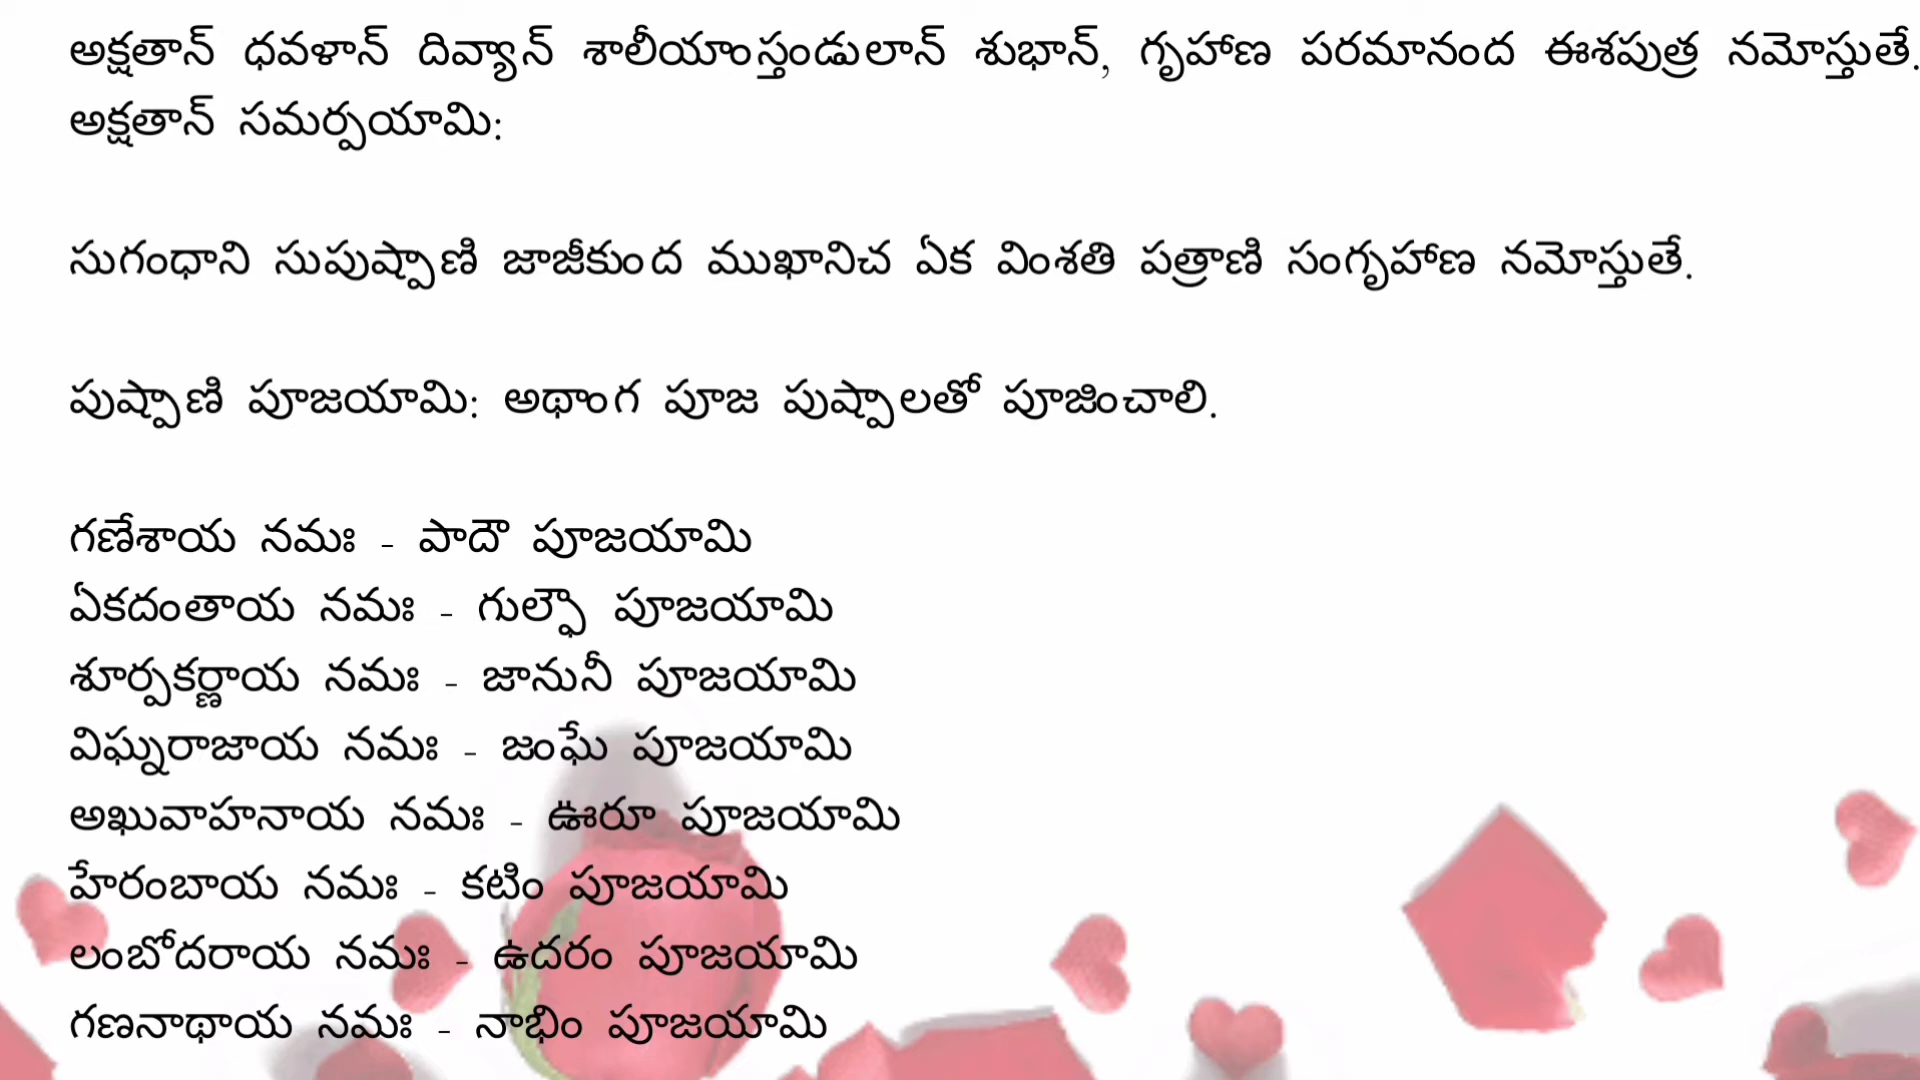 అక్షతాన్ ధవళాన్ దివ్యాన్ శాలీయాంస్తండులాన్ శుభాన్, గృహాణ పరమానంద ఈశపుత్ర నమోస్తుతే.
అక్షతాన్ సమర్పయామి:
సుగంధాని సుపుష్పాణి జాజీకుంద ముఖానిచ ఏక వింశతి పత్రాణి సంగృహాణ నమోస్తుతే.
పుష్పాణి పూజయామి: అథాంగ పూజ పుష్పాలతో పూజించాలి.
గణేశాయ నమః - పాదౌ పూజయామి
ఏకదంతాయ నమః - గుల్ఫౌ పూజయామి
శూర్పకర్ణాయ నమః - జానునీ పూజయామి
విఘ్నరాజాయ నమః - జంఘే పూజయామి
అఖువాహనాయ నమః - ఊరూ పూజయామి
హేరంబాయ నమః - కటిం పూజయామి
లంబోదరాయ నమః - ఉదరం పూజయామి
గణనాథాయ నమః - నాభిం పూజయామి